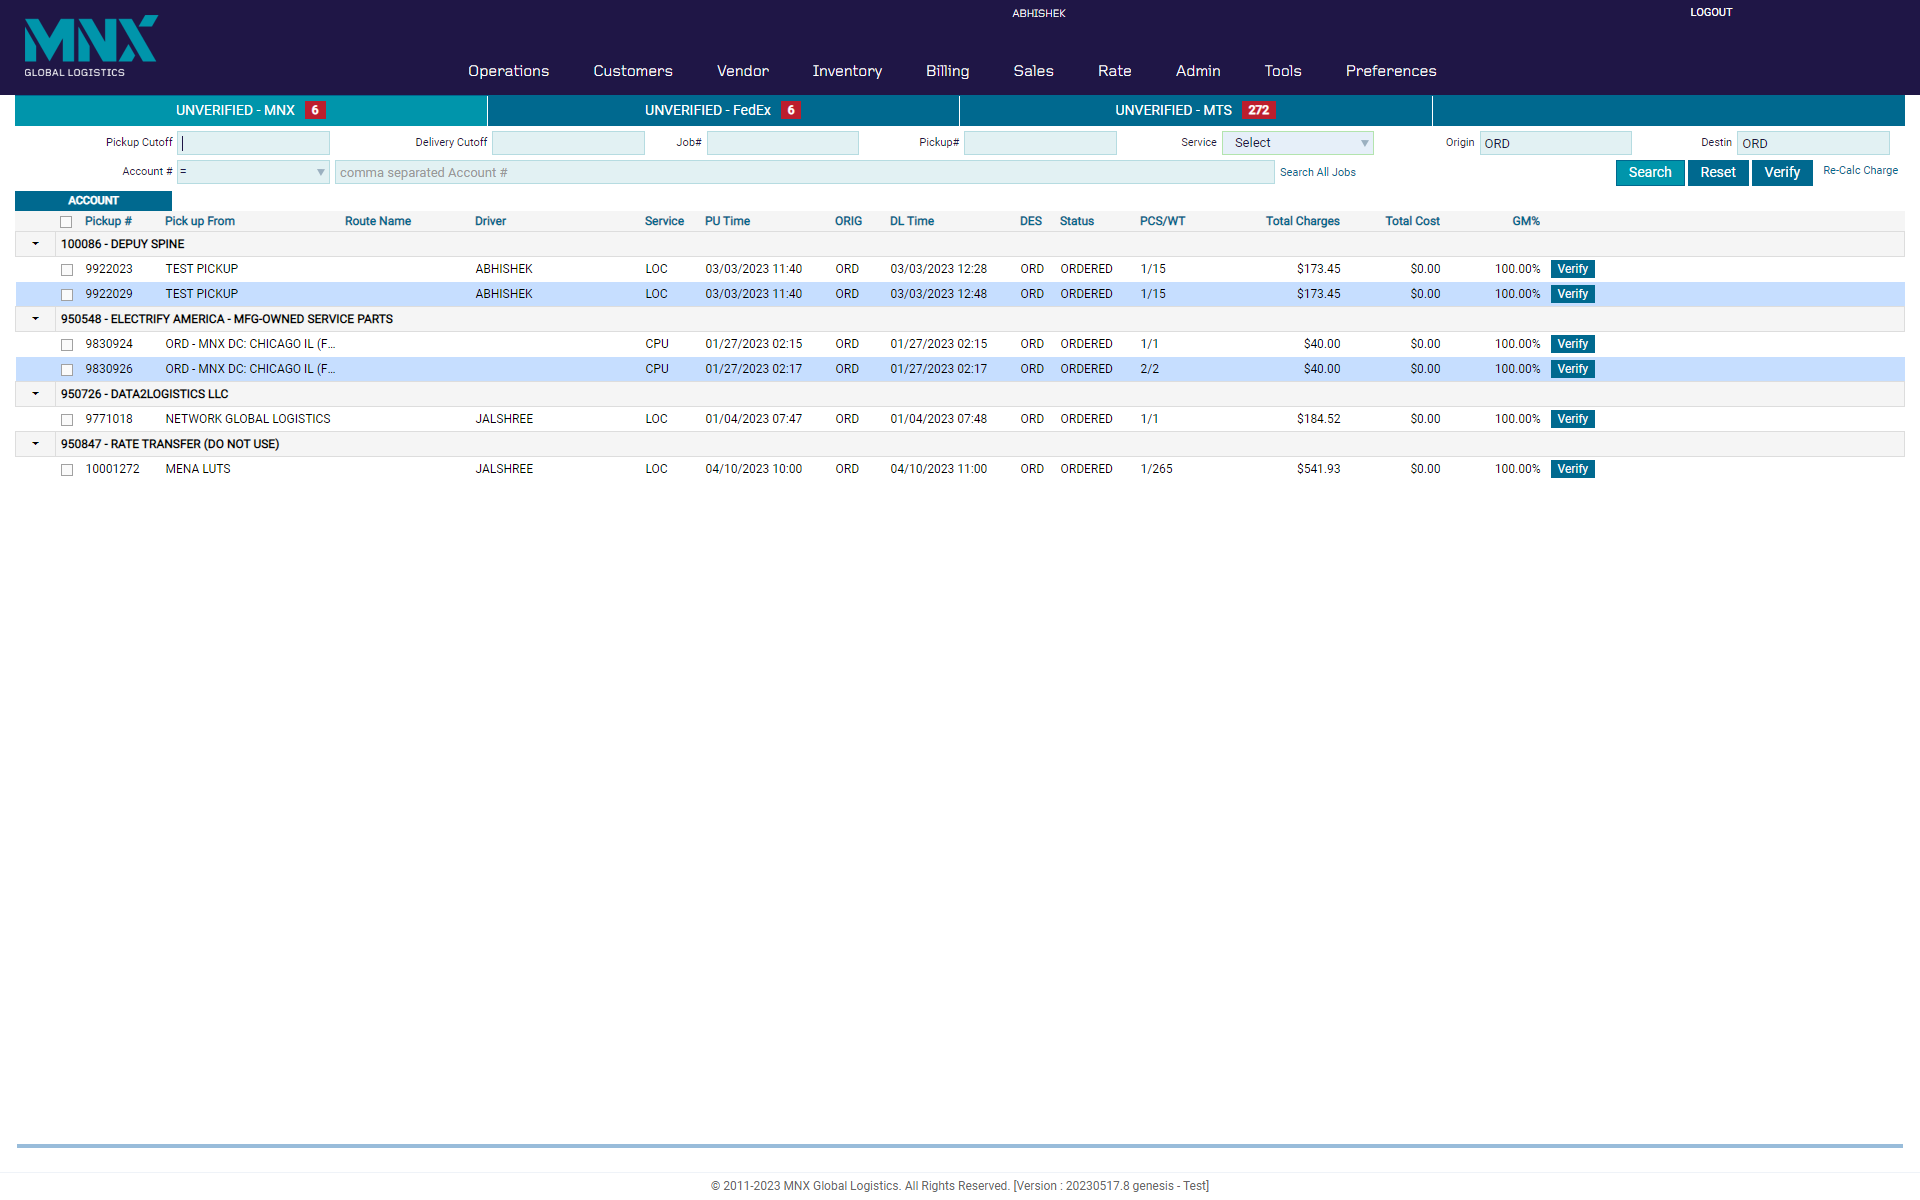 ABHISHEK
LOGOUT
MNX
GLOBAL LOGISTICS
Operations Customers Vendor Inventory Billing Sales Rate Admin Tools Preferences
UNVERIFIED - MNX 6 UNVERIFIED - FedEx 6 UNVERIFIED - MTS 272
Pickup Cutoff Delivery Cutoff Job# Pickup# Service Select Origin ORD Destin ORD
Account # = comma separated Account # Search All Jobs Search Reset Verify Re-Calc Charge
ACCOUNT
Pickup # Pick up From Route Name Driver Service PU Time ORIG DL Time DES Status PCS/WT Total Charges Total Cost GM%
100086 - DEPUY SPINE
9922023 TEST PICKUP ABHISHEK LOC 03/03/2023 11:40 ORD 03/03/2023 12:28 ORD ORDERED 1/15 $173.45 $0.00 100.00% Verify
9922029 TEST PICKUP ABHISHEK LOC 03/03/2023 11:40 ORD 03/03/2023 12:48 ORD ORDERED 1/15 $173.45 $0.00 100.00% Verify
950548 - ELECTRIFY AMERICA - MFG-OWNED SERVICE PARTS
9830924 ORD - MNX DC: CHICAGO IL (F... CPU 01/27/2023 02:15 ORD 01/27/2023 02:15 ORD ORDERED 1/1 $40.00 $0.00 100.00% Verify
9830926 ORD - MNX DC: CHICAGO IL (F... CPU 01/27/2023 02:17 ORD 01/27/2023 02:17 ORD ORDERED 2/2 $40.00 $0.00 100.00% Verify
950726 - DATA2LOGISTICS LLC
9771018 NETWORK GLOBAL LOGISTICS JALSHREE LOC 01/04/2023 07:47 ORD 01/04/2023 07:48 ORD ORDERED 1/1 $184.52 $0.00 100.00% Verify
950847 - RATE TRANSFER (DO NOT USE)
10001272 MENA LUTS JALSHREE LOC 04/10/2023 10:00 ORD 04/10/2023 11:00 ORD ORDERED 1/265 $541.93 $0.00 100.00% Verify
© 2011-2023 MNX Global Logistics. All Rights Reserved. [Version : 20230517.8 genesis - Test]